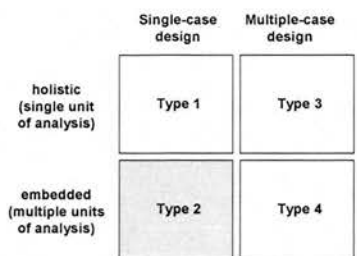 Single-case
design
Multiple-case
design
holistic
(single unit
of analysis)
Type 1
Type 3
embedded
(multiple units
of analysis)
Type 2
Type 4